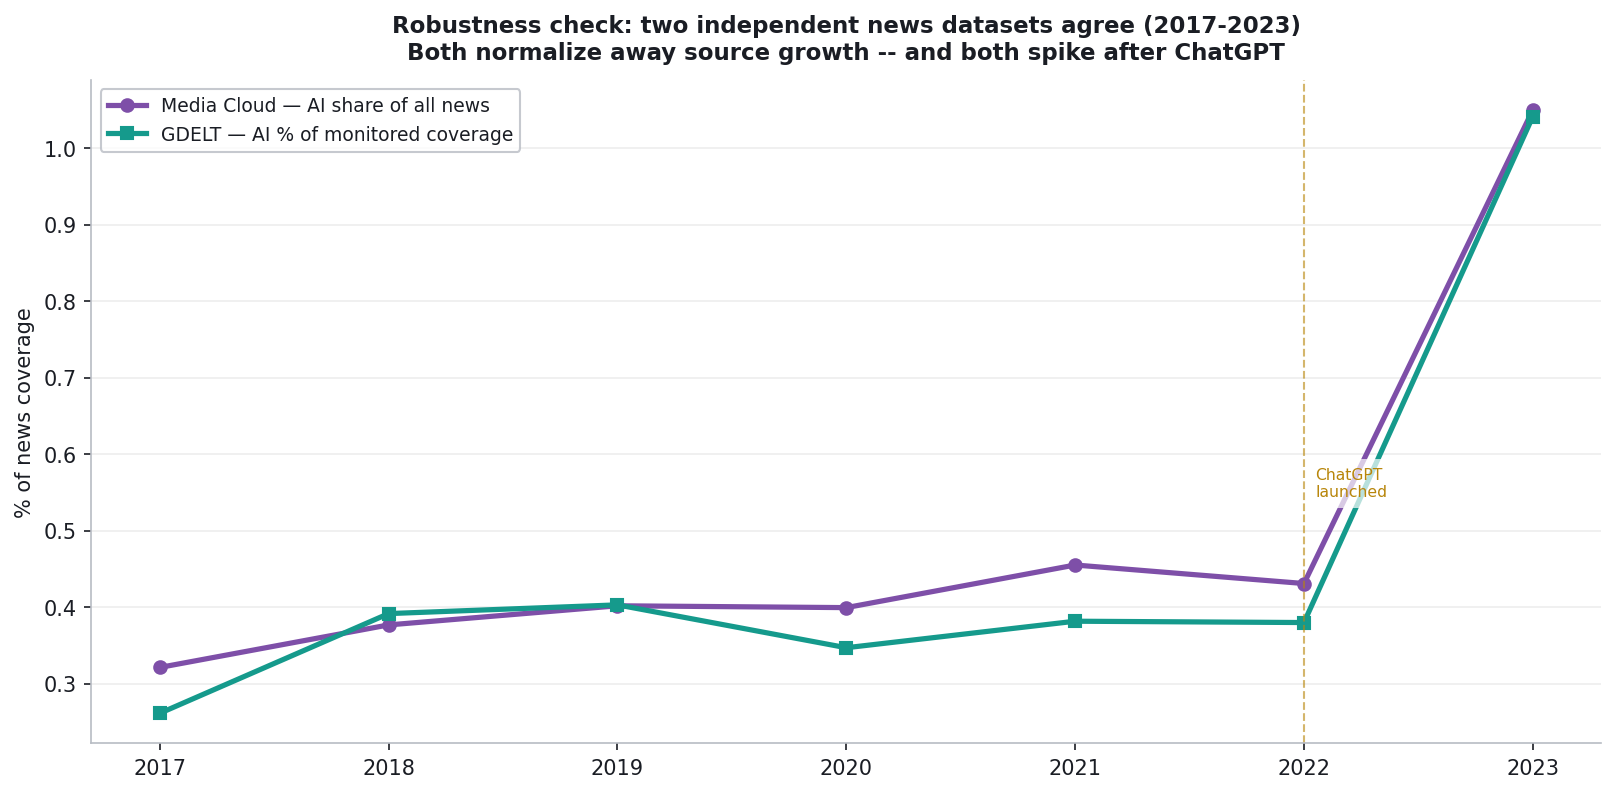 Robustness check: two independent news datasets agree (2017-2023)
Both normalize away source growth -- and both spike after ChatGPT
Media Cloud — AI share of all news
GDELT — AI % of monitored coverage
% of news coverage
1.0
0.9
0.8
0.7
0.6
0.5
0.4
0.3
ChatGPT
launched
2017
2018
2019
2020
2021
2022
2023